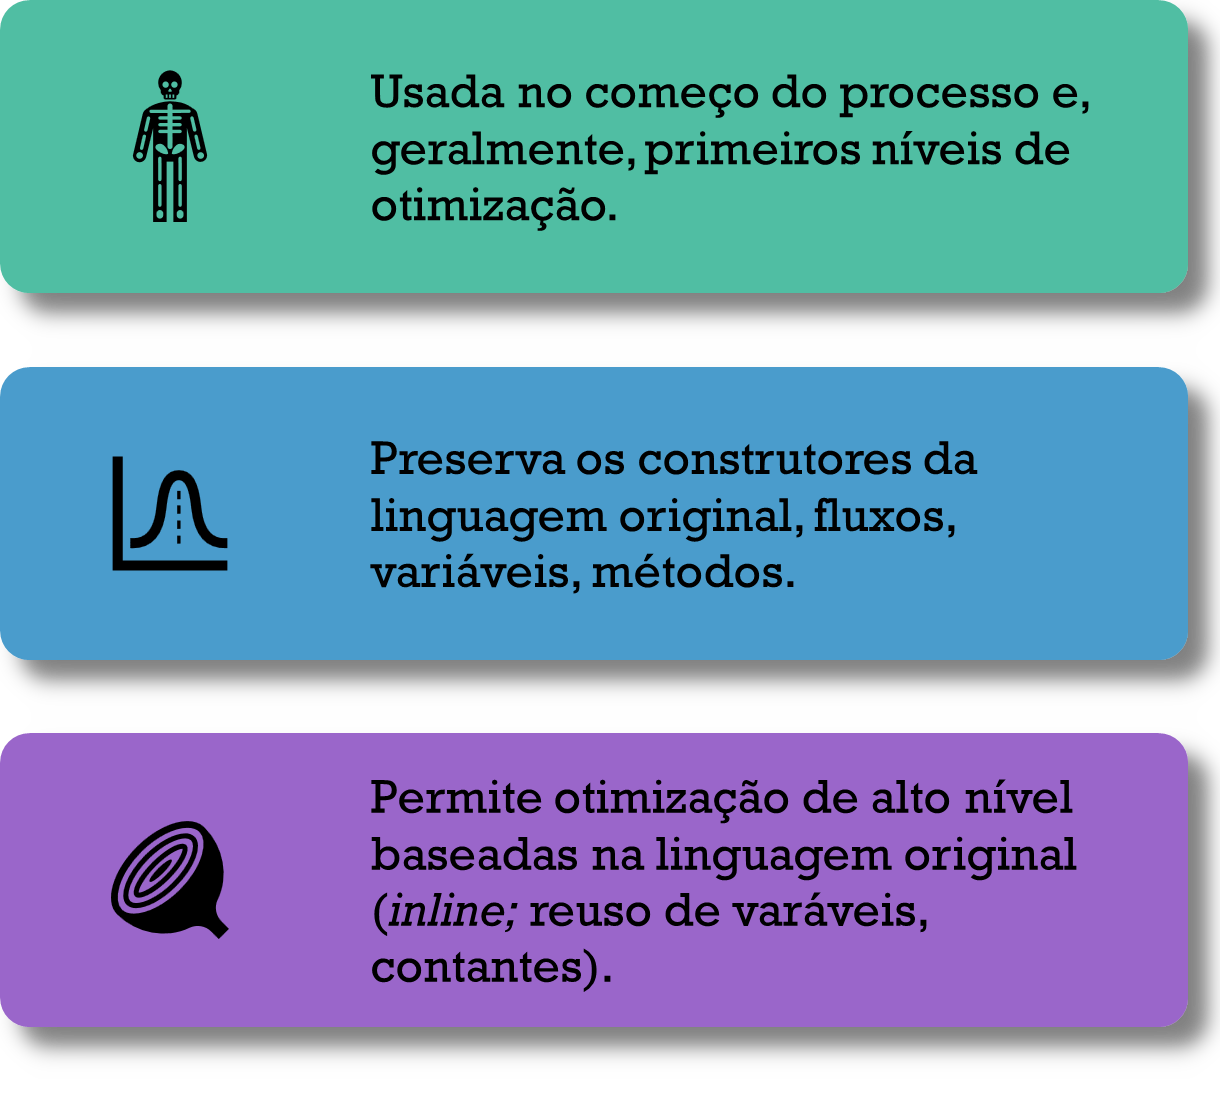 Usada no começo do processo e,
geralmente, primeiros níveis de
otimização.
Preserva os construtores da
linguagem original, fluxos,
variáveis, métodos.
Permite otimização de alto nível
baseadas na linguagem original
(inline; reuso de varáveis,
contantes).